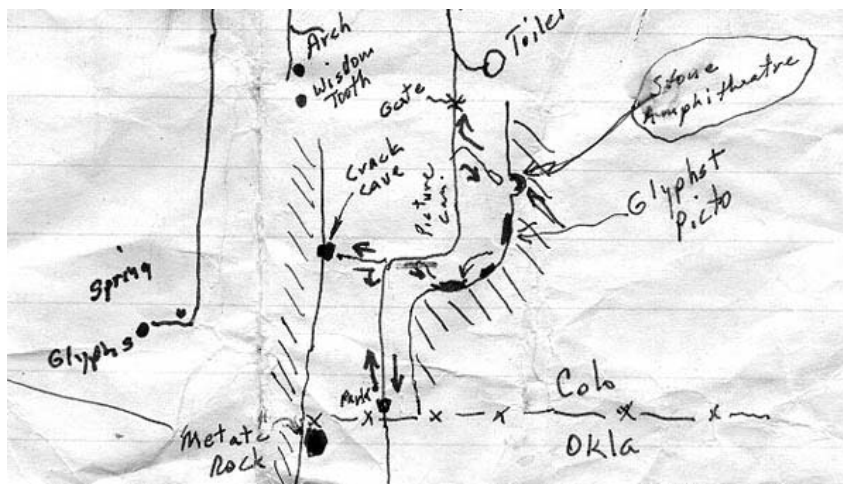 Arch
Wisdom
Tooth
Toilet
Gate
Stone
Amphitheatre
Crack
Cave
Picture
Can.
Glyphs +
Picto
Spring
Glyphs
Park
Metate
Rock
Colo
Okla